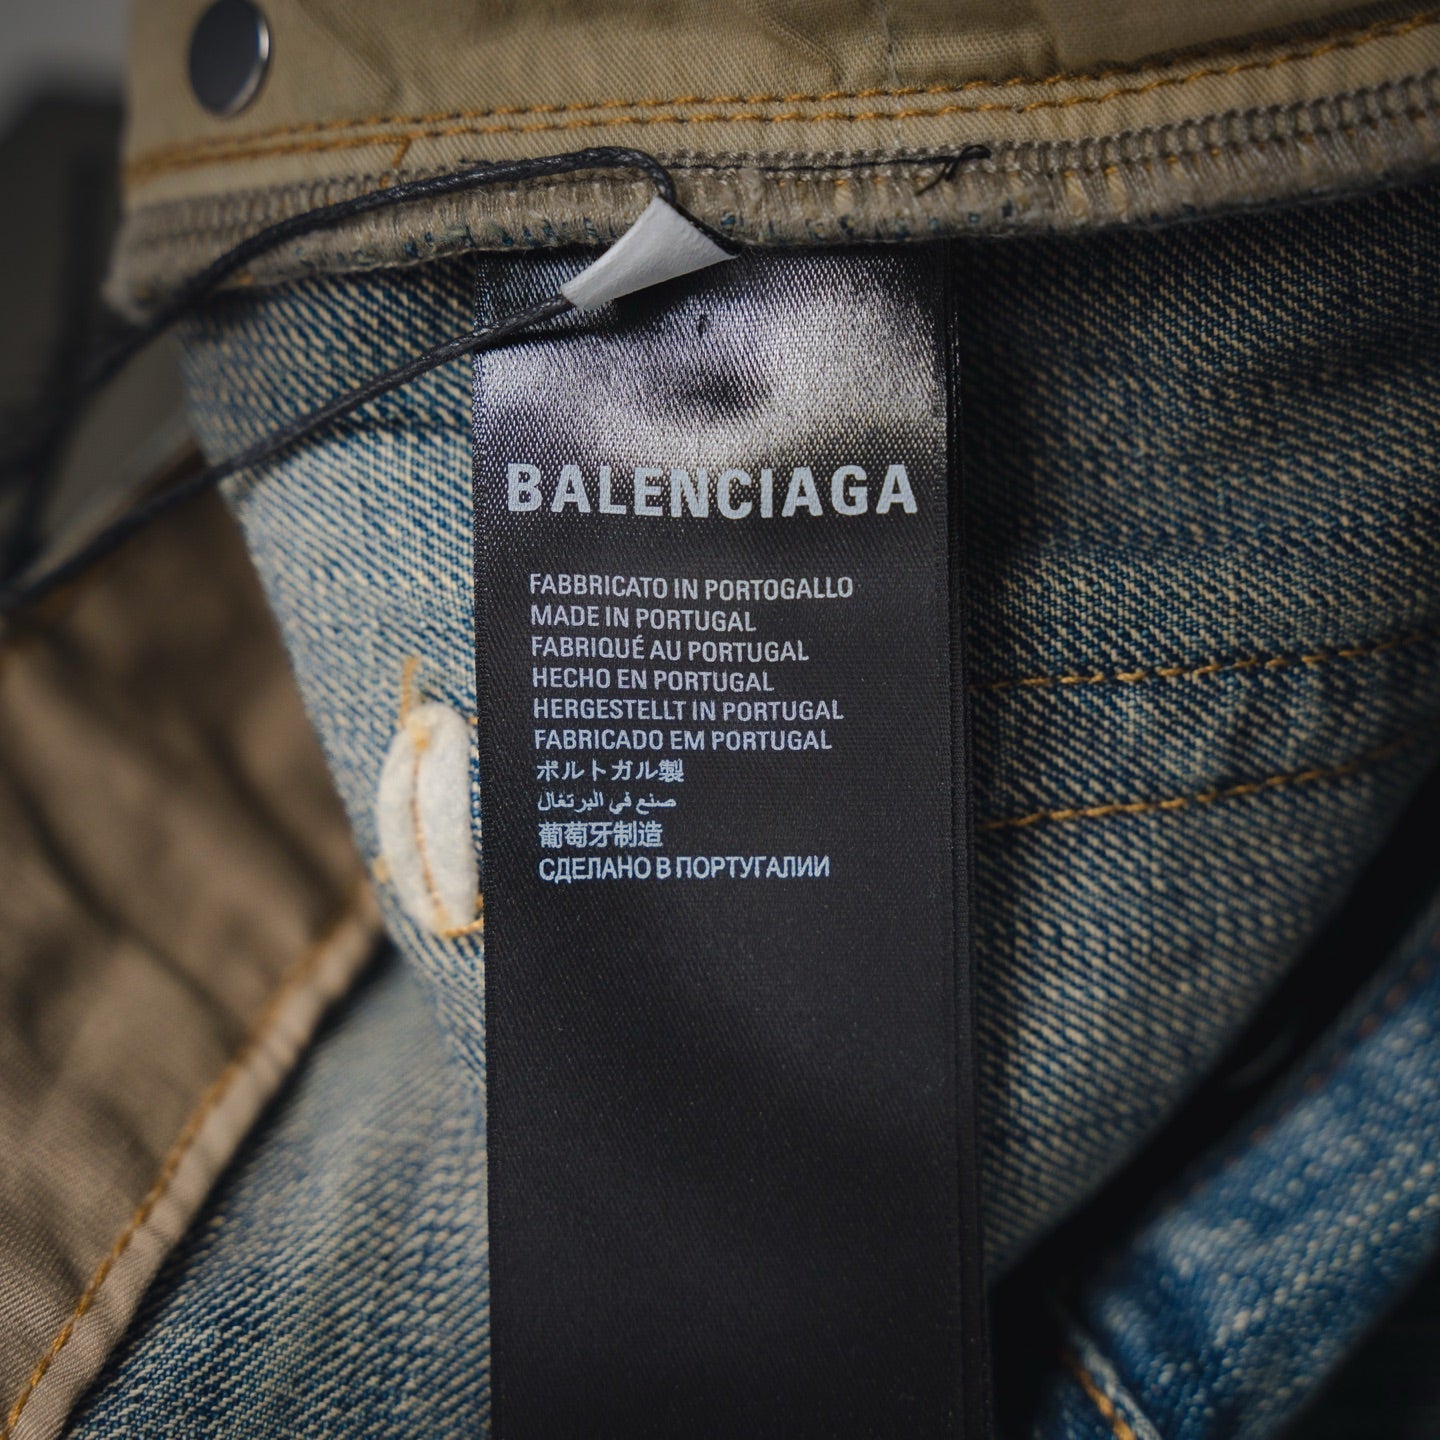 BALENCIAGA
FABBRICATO IN PORTOGALLO
MADE IN PORTUGAL
FABRIQUÉ AU PORTUGAL
HECHO EN PORTUGAL
HERGESTELLT IN PORTUGAL
FABRICADO EM PORTUGAL
ポルトガル製
صنع في البرتغال
葡萄牙制造
СДЕЛАНО В ПОРТУГАЛИИ